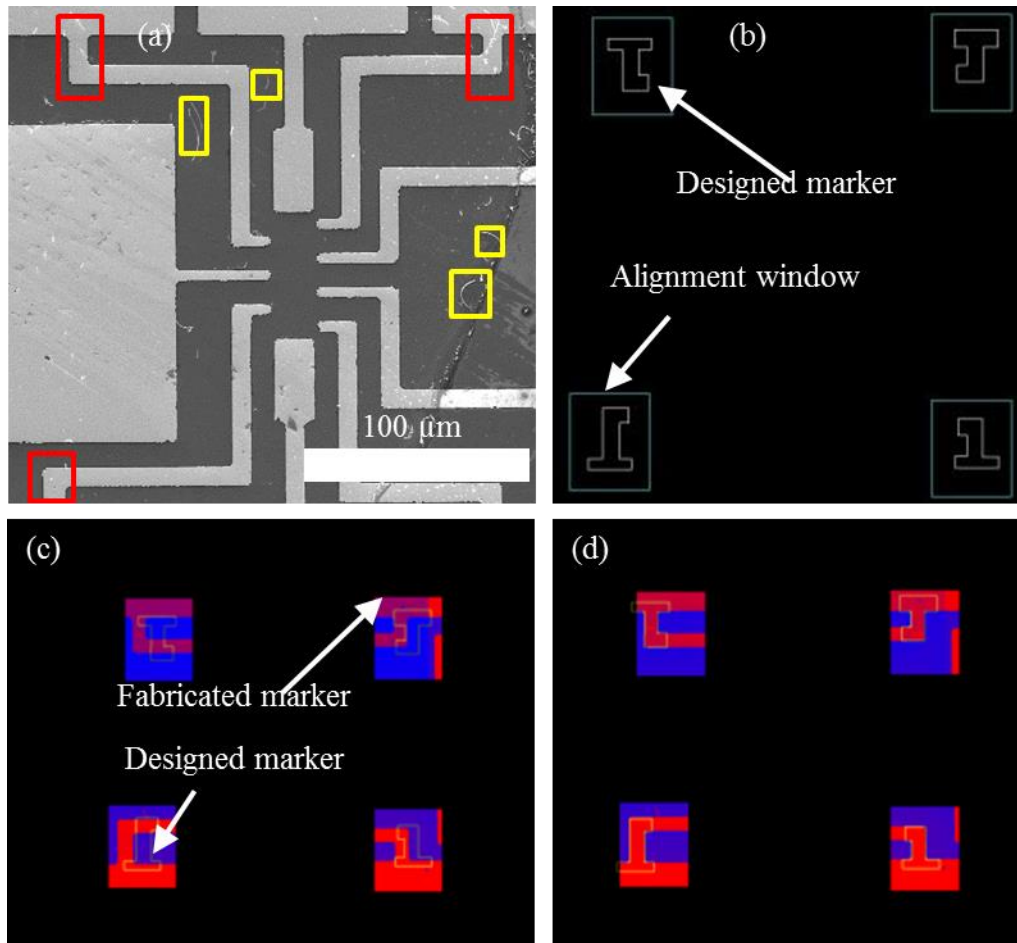 (a)
100 μm
(b)
Designed marker
Alignment window
(c)
Fabricated marker
Designed marker
(d)